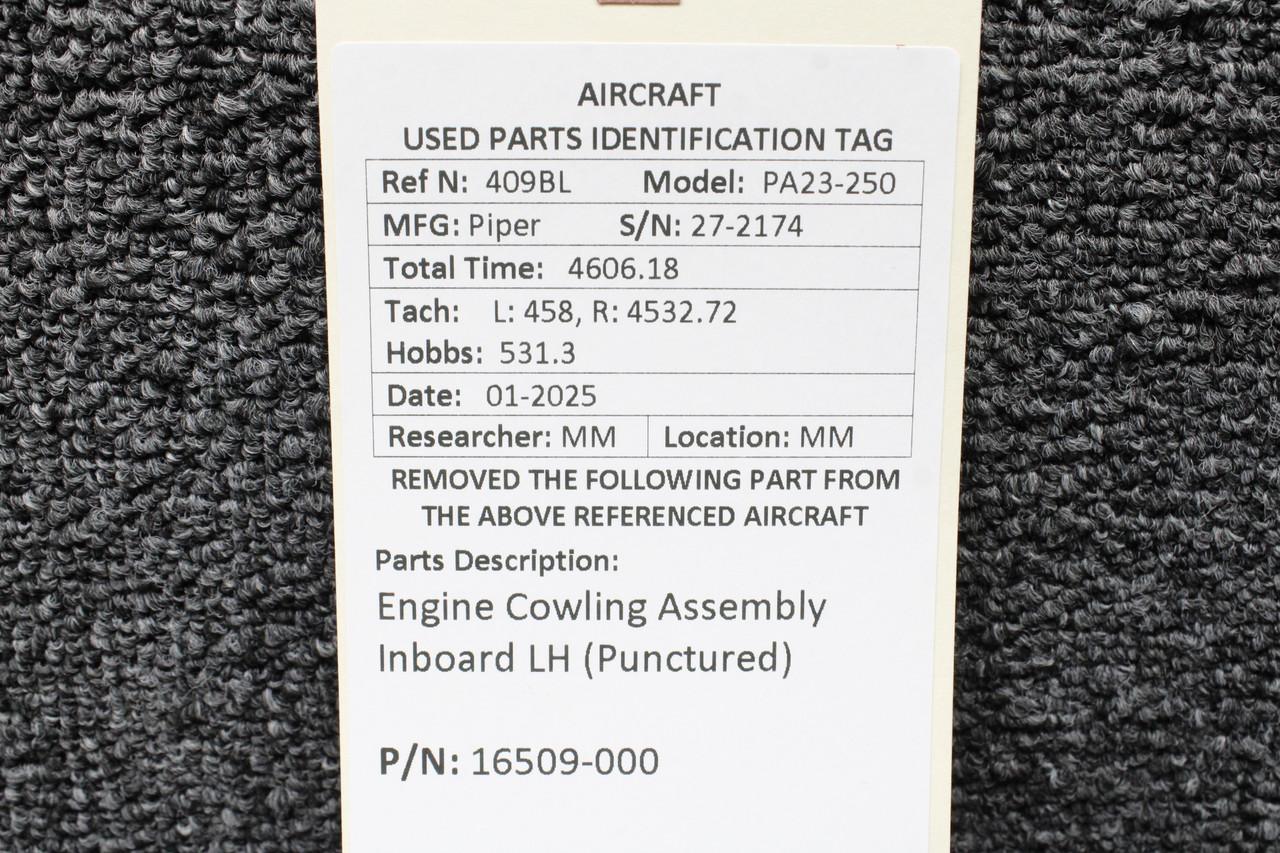 AIRCRAFT
USED PARTS IDENTIFICATION TAG
Ref N: 409BL Model: PA23-250
MFG: Piper S/N: 27-2174
Total Time: 4606.18
Tach: L: 458, R: 4532.72
Hobbs: 531.3
Date: 01-2025
Researcher: MM Location: MM
REMOVED THE FOLLOWING PART FROM
THE ABOVE REFERENCED AIRCRAFT
Parts Description:
Engine Cowling Assembly
Inboard LH (Punctured)
P/N: 16509-000